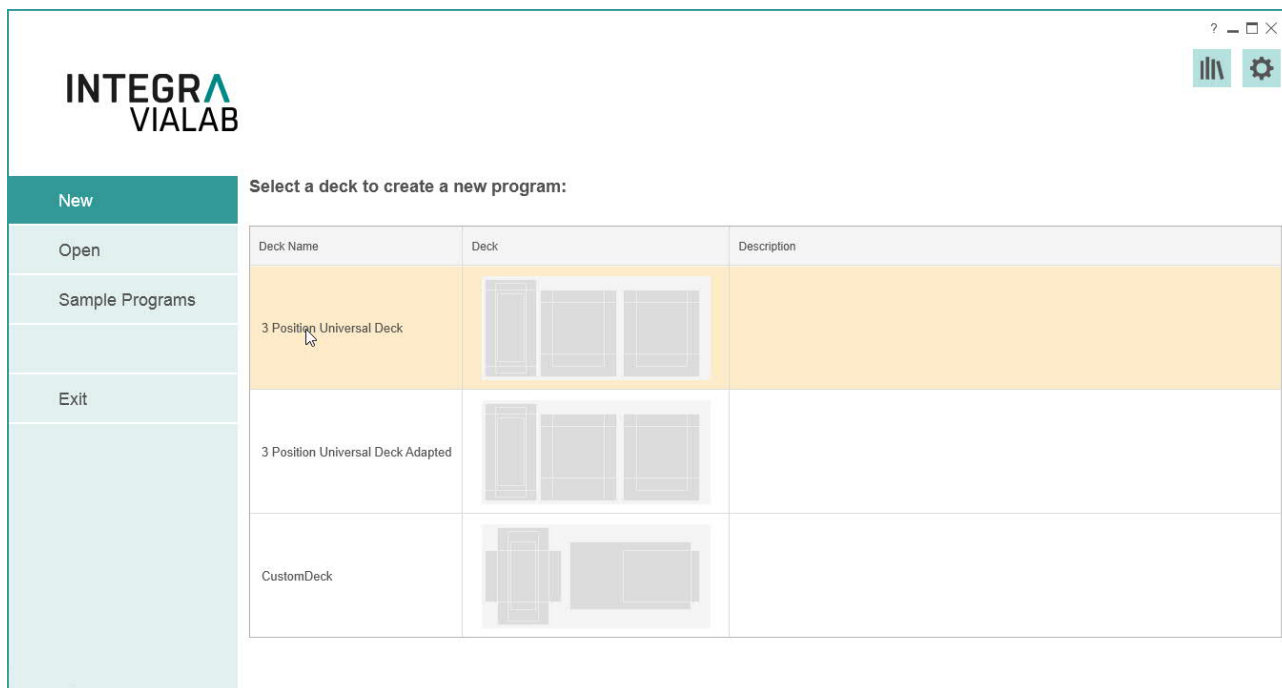 ?
INTEGRA
VIALAB
New
Open
Sample Programs
Exit
Select a deck to create a new program:
Deck Name Deck Description
3 Position Universal Deck
3 Position Universal Deck Adapted
CustomDeck